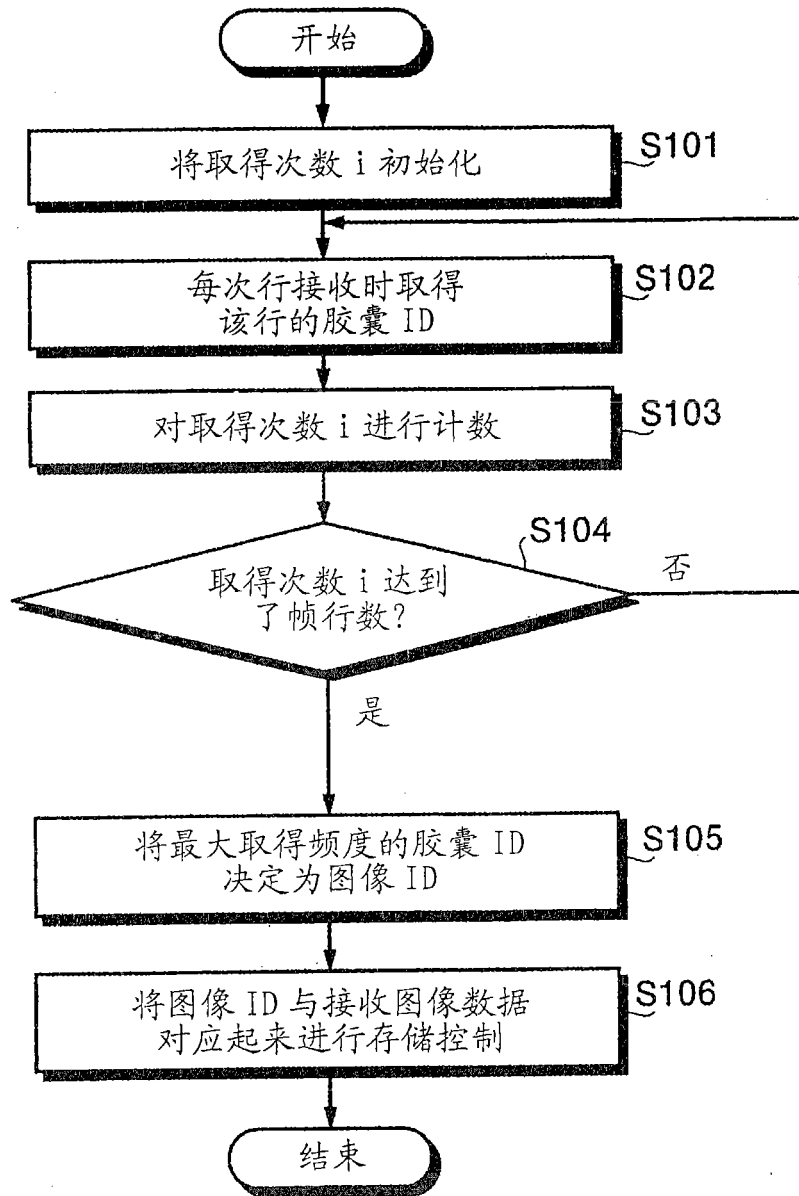 开始
将取得次数 i 初始化
S101
每次行接收时取得
该行的胶囊 ID
S102
对取得次数 i 进行计数
S103
取得次数 i 达到
了帧行数?
S104
否
是
将最大取得频度的胶囊 ID
决定为图像 ID
S105
将图像 ID 与接收图像数据
对应起来进行存储控制
S106
结束